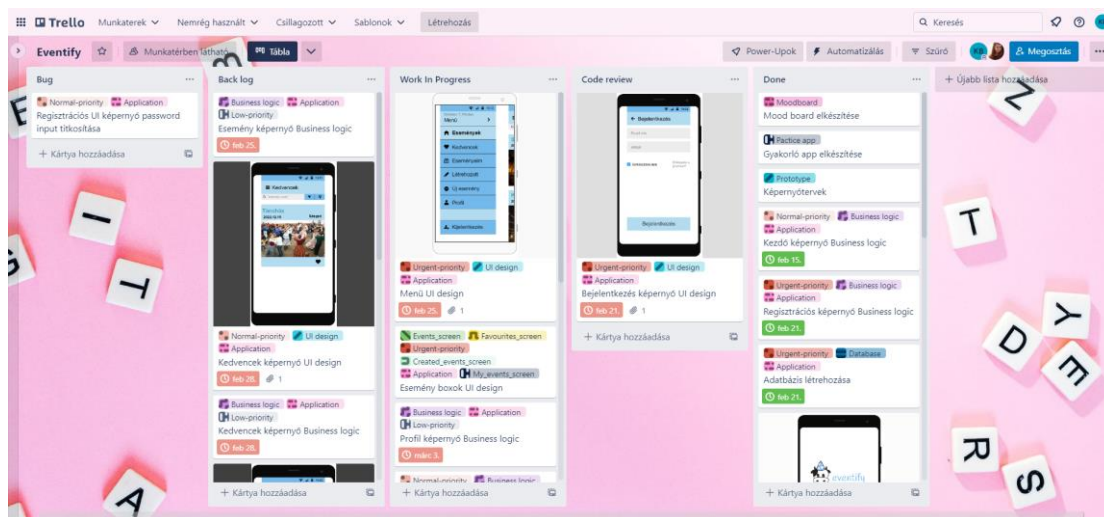 Trello
Munkaterek
Nemrég használt
Csillagozott
Sablonok
Létrehozás
Keresés
Eventify
Munkatérben látható
Tábla
Power-Upok
Automatizálás
Szűrő
Megosztás
Bug
Normal-priority Application
Regisztrációs UI képernyő password
input titkosítása
+ Kártya hozzáadása
Back log
Business logic Application
Low-priority
Esemény képernyő Business logic
feb 25.
Kedvencek
Normal-priority UI design
Application
Kedvencek képernyő UI design
feb 28. 1
Business logic Application
Low-priority
Kedvencek képernyő Business logic
feb 28.
+ Kártya hozzáadása
Work In Progress
Menü
Események
Kedvencek
Eseményeim
Létrehozott
Új esemény
Profil
Kijelentkezés
Urgent-priority UI design
Application
Menü UI design
feb 25. 1
Events_screen Favourites_screen
Urgent-priority
Created_events_screen
Application My_events_screen
Esemény boxok UI design
Business logic Application
Low-priority
Profil képernyő Business logic
márc 3.
Normal-priority Business logic
+ Kártya hozzáadása
Code review
Bejelentkezés
Bejelentkezés
Urgent-priority UI design
Application
Bejelentkezés képernyő UI design
feb 21. 1
+ Kártya hozzáadása
Done
Moodboard
Mood board elkészítése
Pactice app
Gyakorló app elkészítése
Prototype
Képernyőtervek
Normal-priority Business logic
Application
Kezdő képernyő Business logic
feb 15.
Urgent-priority Business logic
Application
Regisztrációs képernyő Business logic
feb 21.
Urgent-priority Database
Application
Adatbázis létrehozása
feb 21.
eventify
+ Kártya hozzáadása
+ Újabb lista hozzáadása